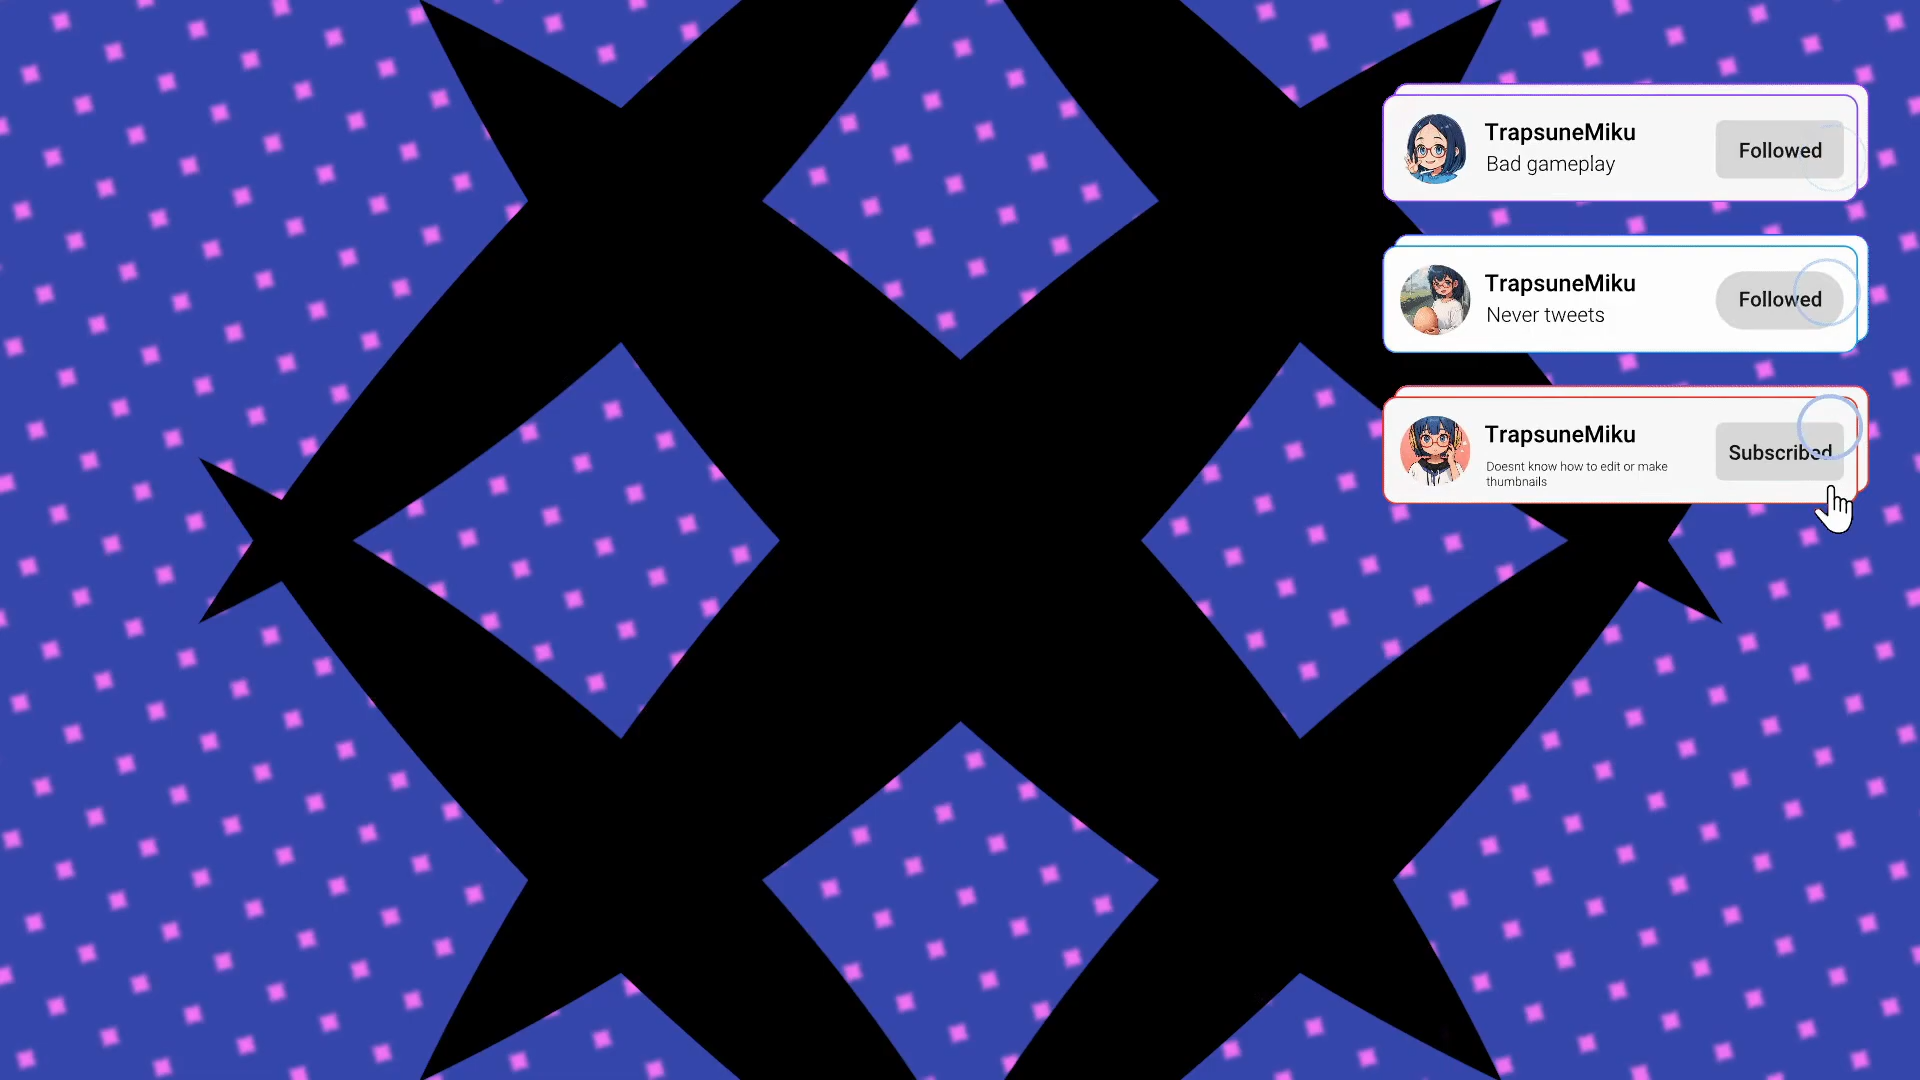 TrapsuneMiku
Bad gameplay
Followed
TrapsuneMiku
Never tweets
Followed
TrapsuneMiku
Doesnt know how to edit or make
thumbnails
Subscribed